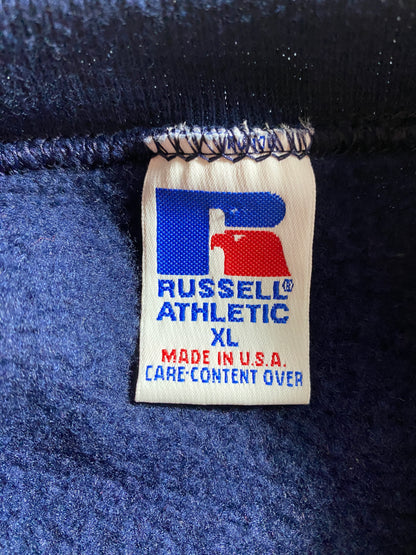 RUSSELL®
ATHLETIC
XL
MADE IN U.S.A.
CARE-CONTENT OVER